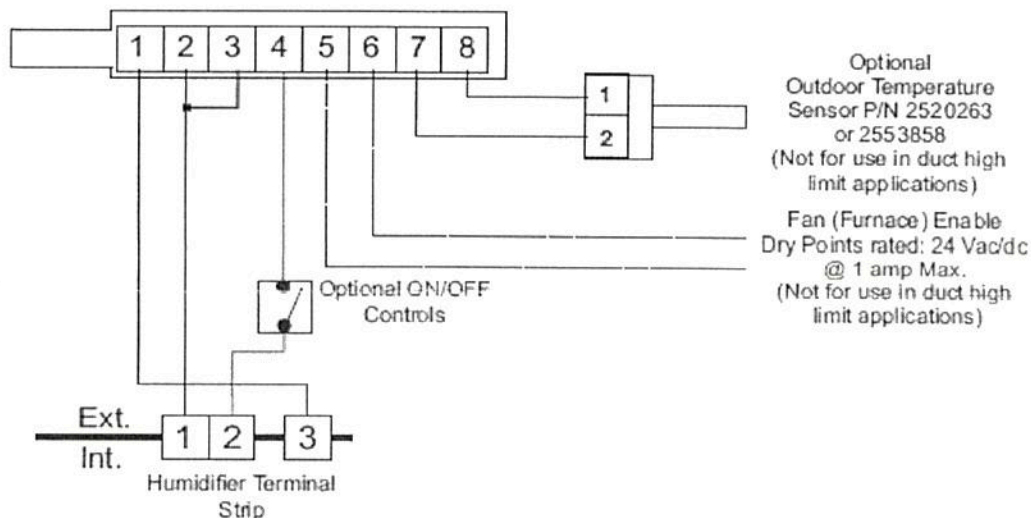 1 2 3 4 5 6 7 8
1
2
Optional
Outdoor Temperature
Sensor P/N 2520263
or 2553858
(Not for use in duct high
limit applications)
Fan (Furnace) Enable
Dry Points rated: 24 Vac/dc
@ 1 amp Max.
(Not for use in duct high
limit applications)
Optional ON/OFF
Controls
Ext.
Int.
1 2 3
Humidifier Terminal
Strip